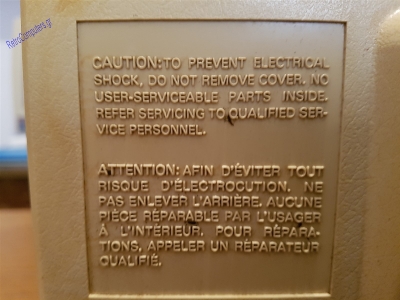 RetroComputers.gr
CAUTION: TO PREVENT ELECTRICAL
SHOCK, DO NOT REMOVE COVER. NO
USER-SERVICEABLE PARTS INSIDE.
REFER SERVICING TO QUALIFIED SER-
VICE PERSONNEL.
ATTENTION: AFIN D'ÉVITER TOUT
RISQUE D'ÉLECTROCUTION. NE
PAS ENLEVER L'ARRIÈRE. AUCUNE
PIÈCE RÉPARABLE PAR L'USAGER
À L'INTÉRIEUR. POUR RÉPARA-
TIONS, APPELER UN RÉPARATEUR
QUALIFIÉ.